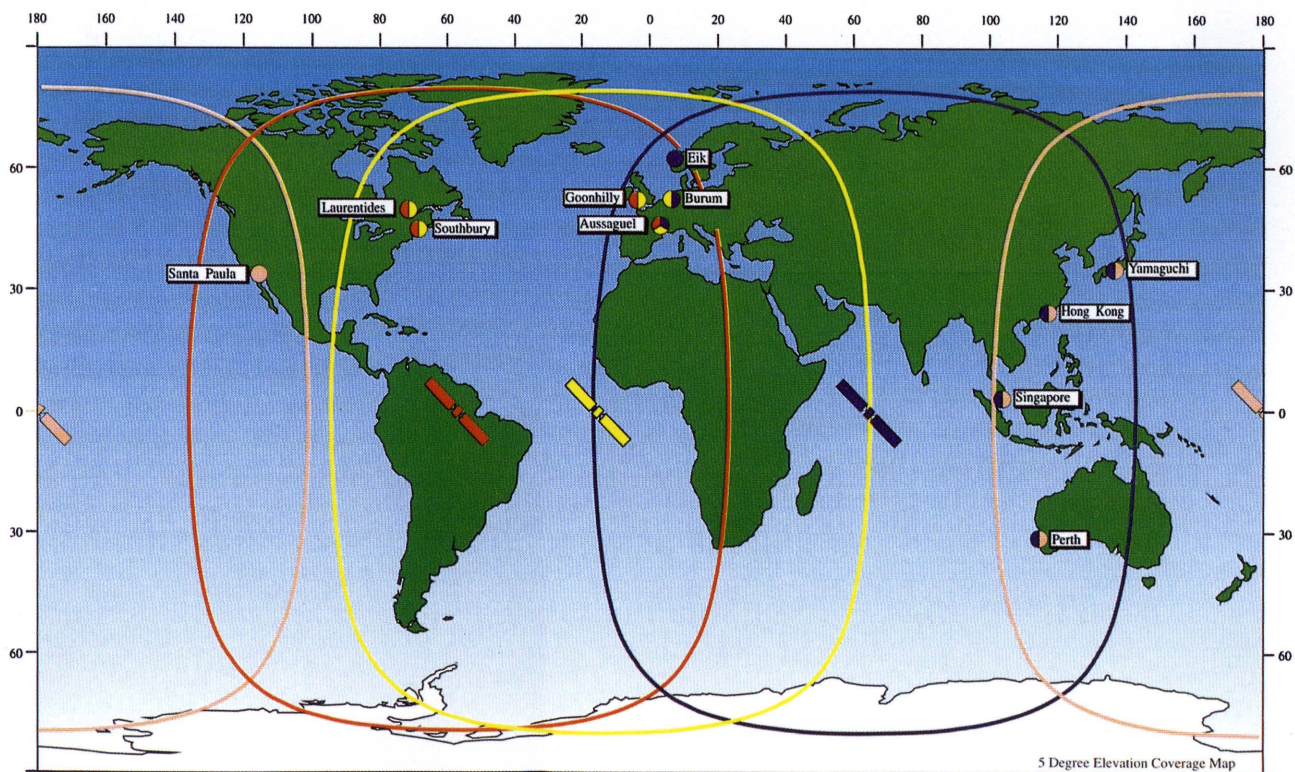 180 160 140 120 100 80 60 40 20 0 20 40 60 80 100 120 140 160 180
60 60
Eik
Goonhilly Burum
Laurentides
Aussaguel
Southbury
Santa Paula Yamaguchi
30 30
Hong Kong
Singapore
0 0
30 30
Perth
60 60
5 Degree Elevation Coverage Map